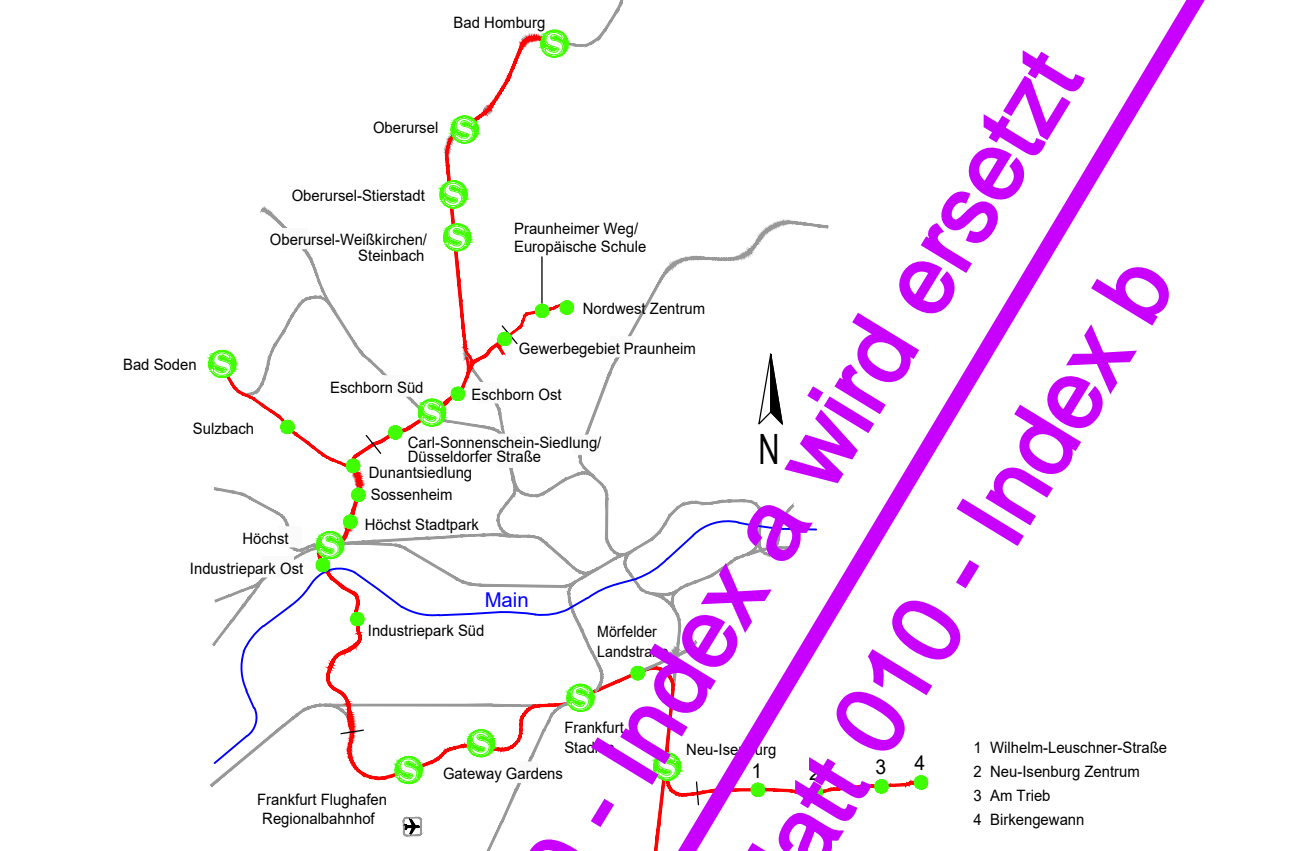 Bad Homburg
Oberursel
Oberursel-Stierstadt
Oberursel-Weißkirchen/
Steinbach
Praunheimer Weg/
Europäische Schule
Nordwest Zentrum
Gewerbegebiet Praunheim
Bad Soden
Eschborn Süd
Eschborn Ost
Sulzbach
Carl-Sonnenschein-Siedlung/
Düsseldorfer Straße
Dunantsiedlung
Sossenheim
Höchst Stadtpark
Höchst
Industriepark Ost
Main
Industriepark Süd
Mörfelder
Landstraße
Frankfurt
Stadion
Neu-Isenburg
Gateway Gardens
Frankfurt Flughafen
Regionalbahnhof
N
1
2
3
4
1 Wilhelm-Leuschner-Straße
2 Neu-Isenburg Zentrum
3 Am Trieb
4 Birkengewann
- Index a wird ersetzt
att 010 - Index b